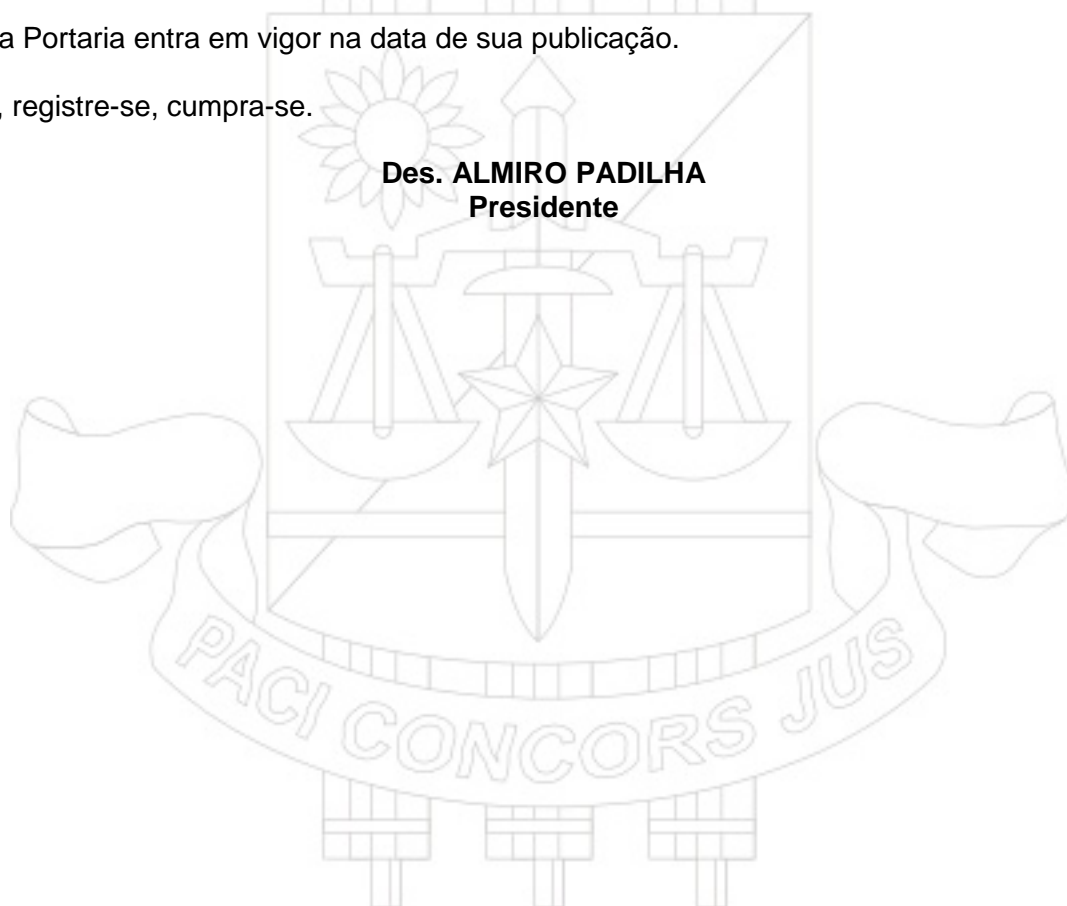 a Portaria entra em vigor na data de sua publicação.
, registre-se, cumpra-se.
Des. ALMIRO PADILHA
Presidente
PACI CONCORS JUS